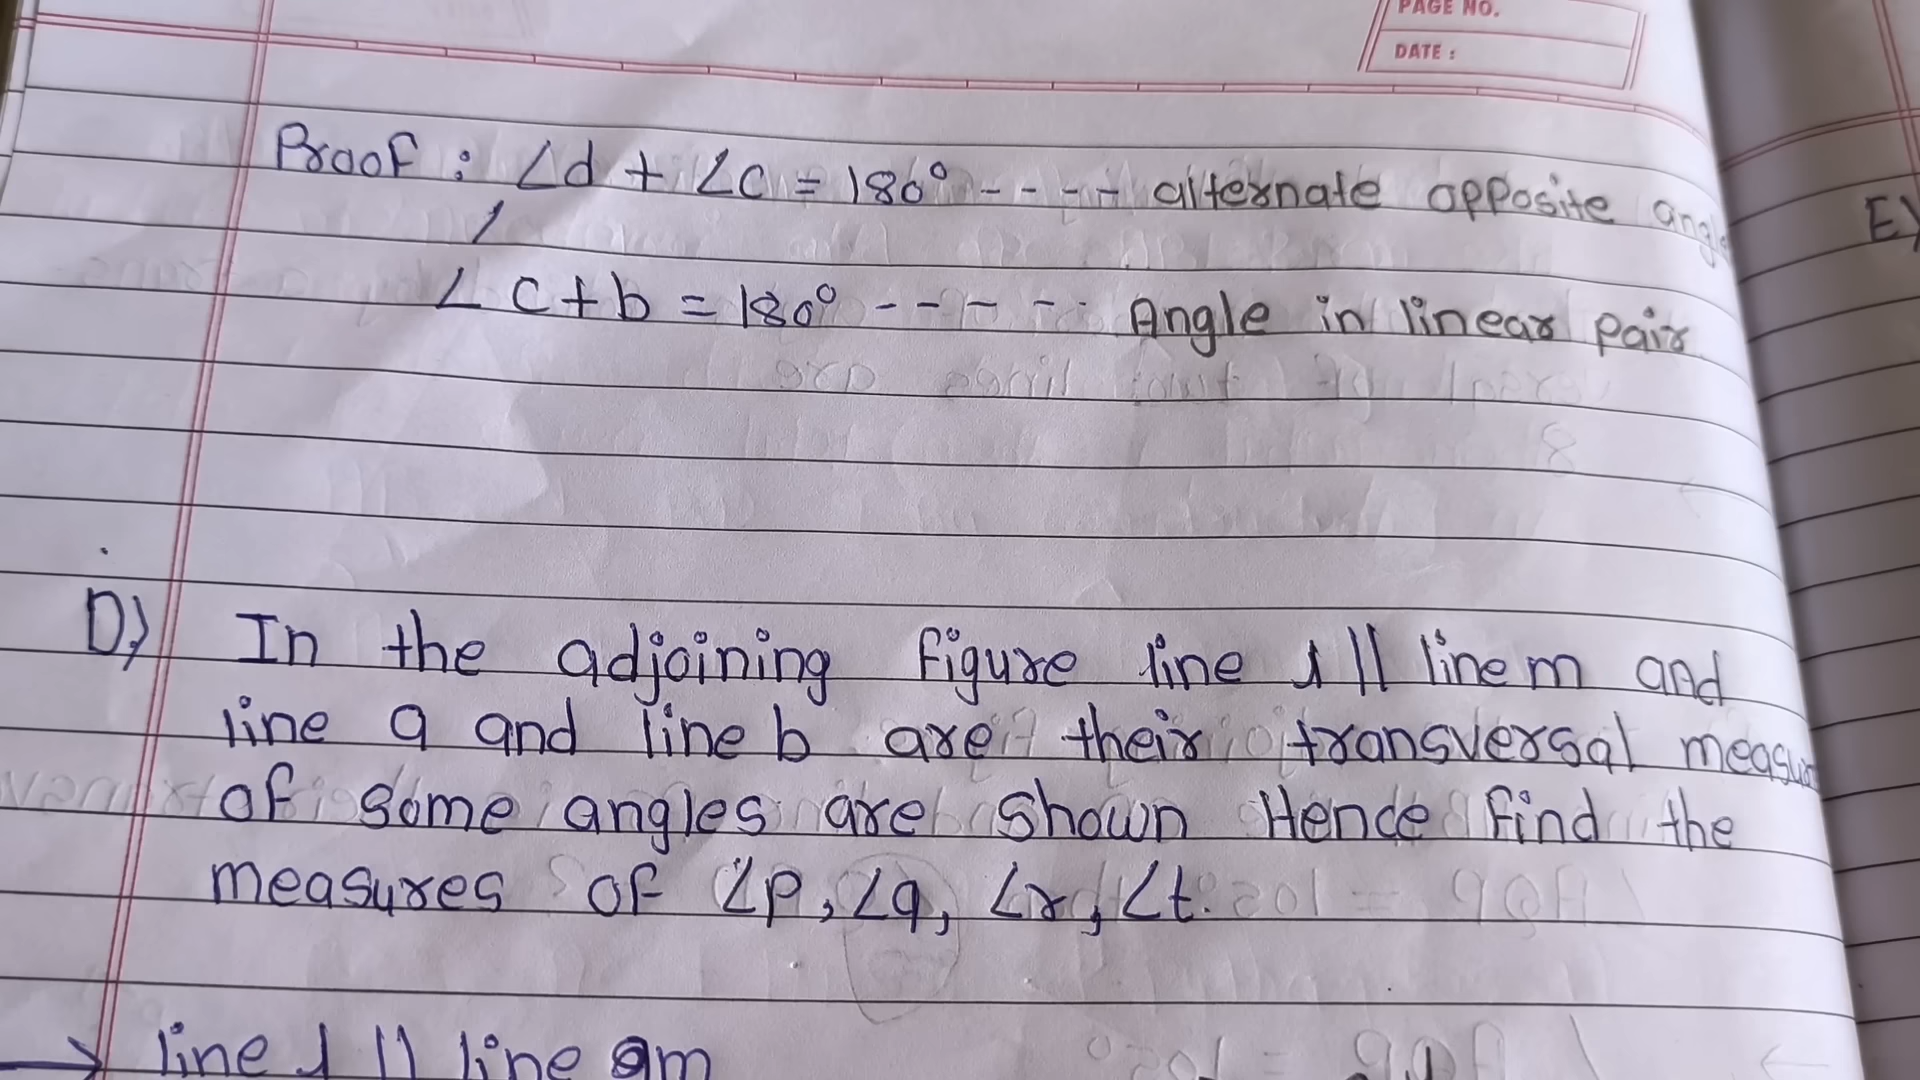 PAGE NO.
DATE :
Proof : ∠d + ∠c = 180° - - - - alternate opposite
∠ c + b = 180° - - - - - Angle in linear pair
E)
D) In the adjoining figure line l || line m and
line a and line b are their transversal
of some angles are shown Hence find the
measures of ∠p, ∠q, ∠r, ∠t.
→ line l || line m